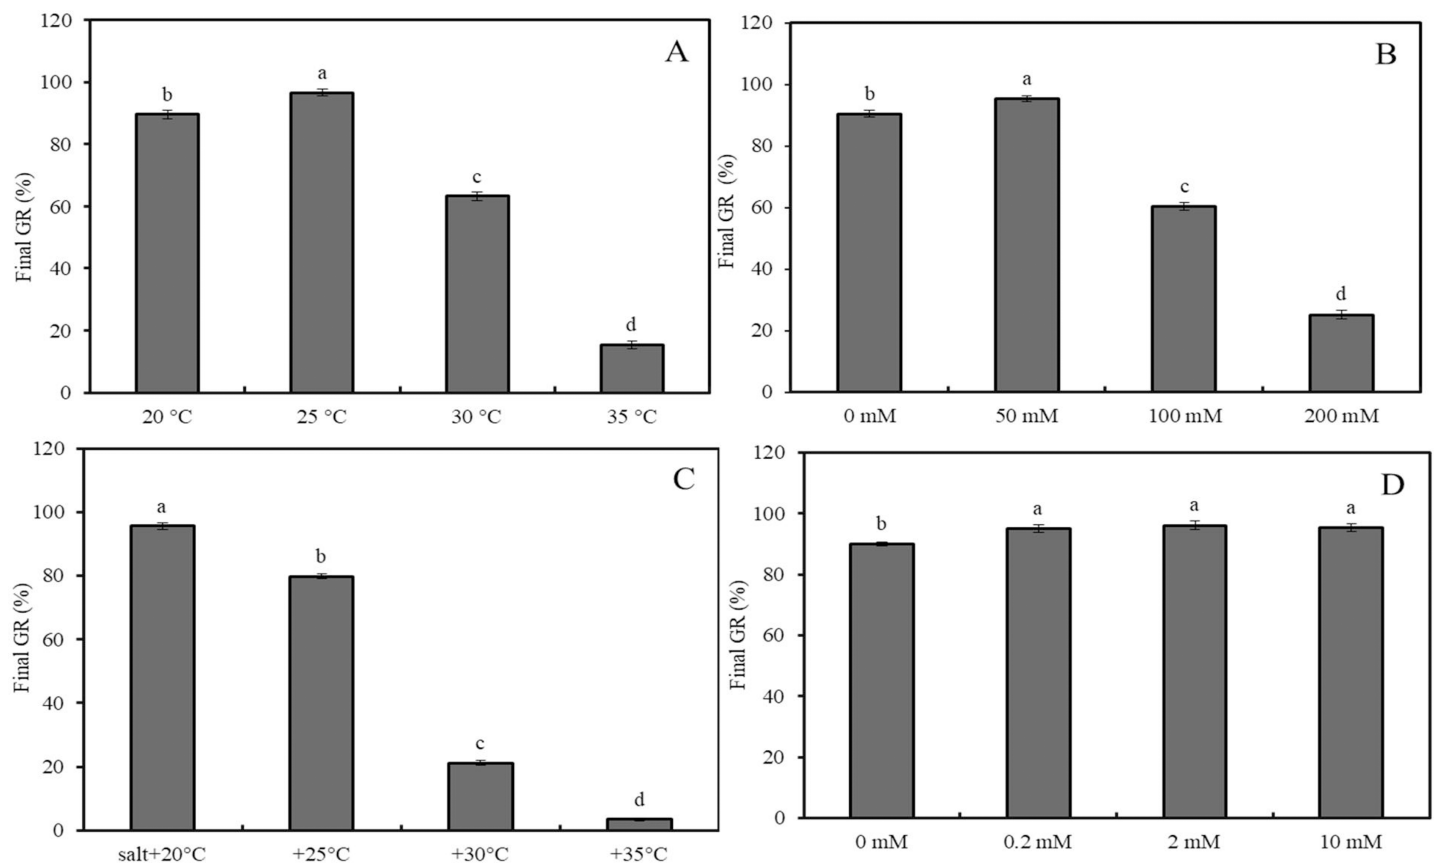 A
Final GR (%)
120
100
80
60
40
20
0
b
a
c
d
20 °C
25 °C
30 °C
35 °C
B
Final GR (%)
120
100
80
60
40
20
0
b
a
c
d
0 mM
50 mM
100 mM
200 mM
C
Final GR (%)
120
100
80
60
40
20
0
a
b
c
d
salt+20°C
+25°C
+30°C
+35°C
D
Final GR (%)
120
100
80
60
40
20
0
b
a
a
a
0 mM
0.2 mM
2 mM
10 mM